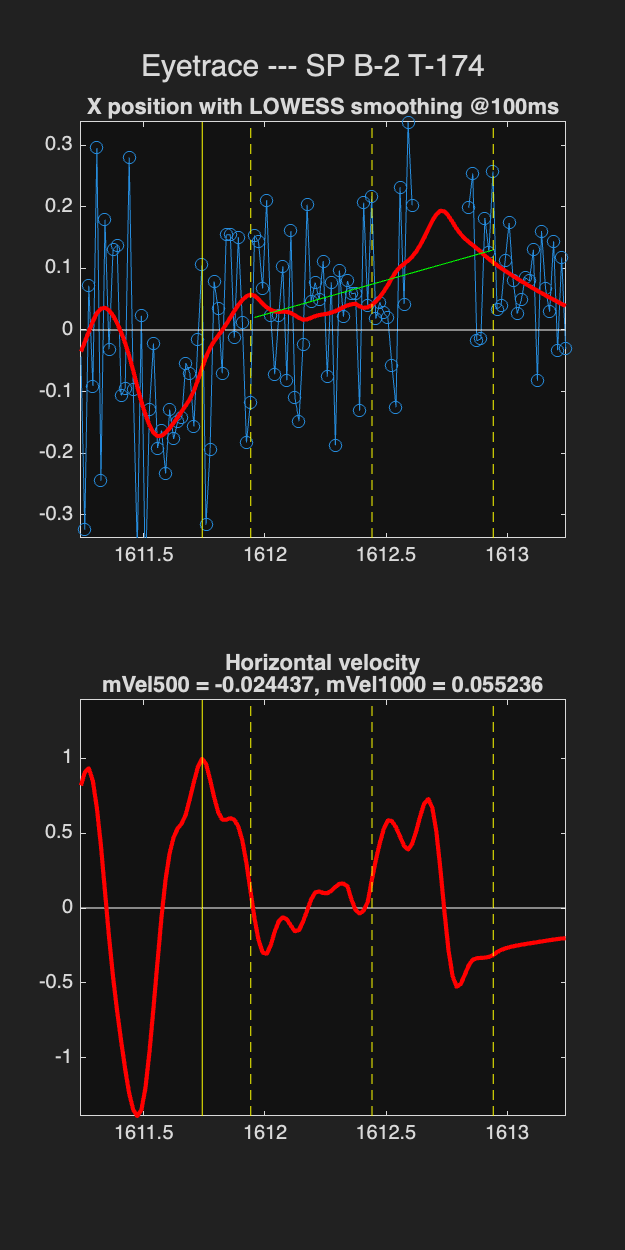 Eyetrace --- SP B-2 T-174
X position with LOWESS smoothing @100ms
0.3
0.2
0.1
0
-0.1
-0.2
-0.3
1611.5 1612 1612.5 1613
Horizontal velocity
mVel500 = -0.024437, mVel1000 = 0.055236
1
0.5
0
-0.5
-1
1611.5 1612 1612.5 1613